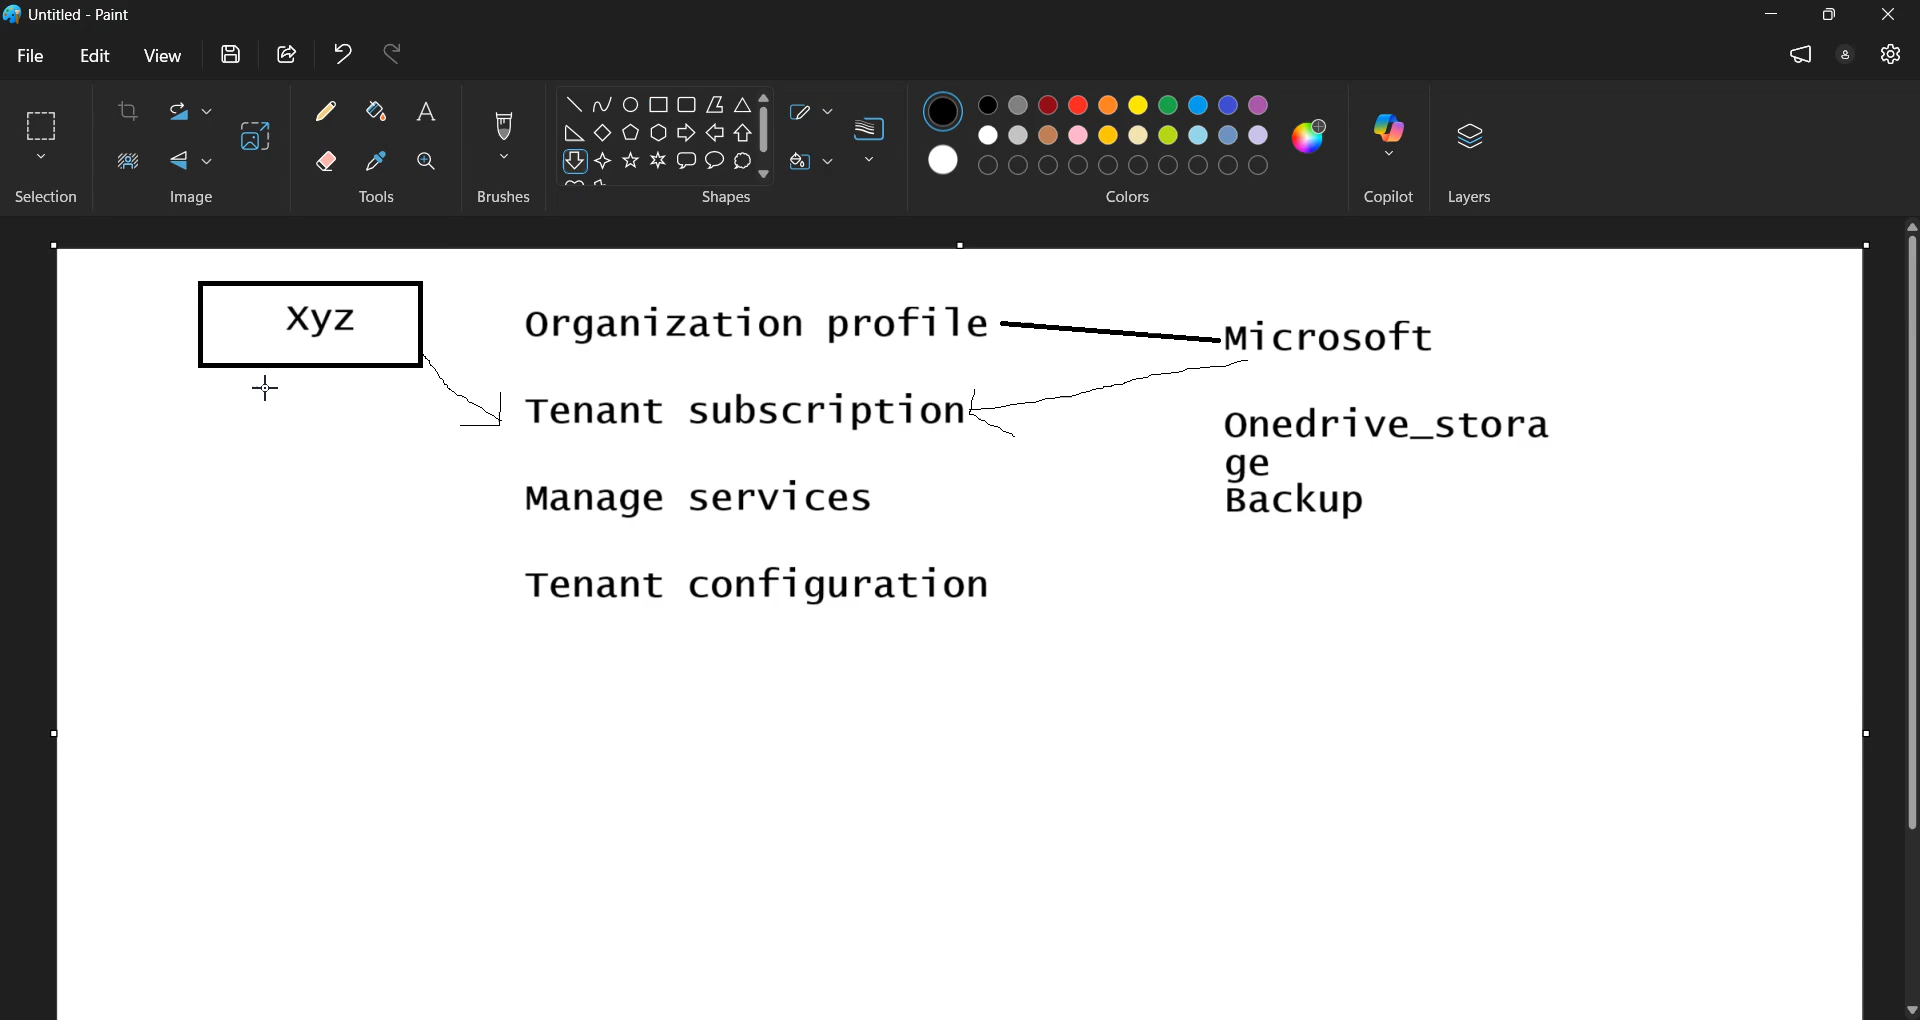 Untitled - Paint
File Edit View
Selection Image Tools Brushes Shapes Colors Copilot Layers
Xyz
Organization profile
Microsoft
Tenant subscription
Onedrive_stora
ge
Manage services
Backup
Tenant configuration